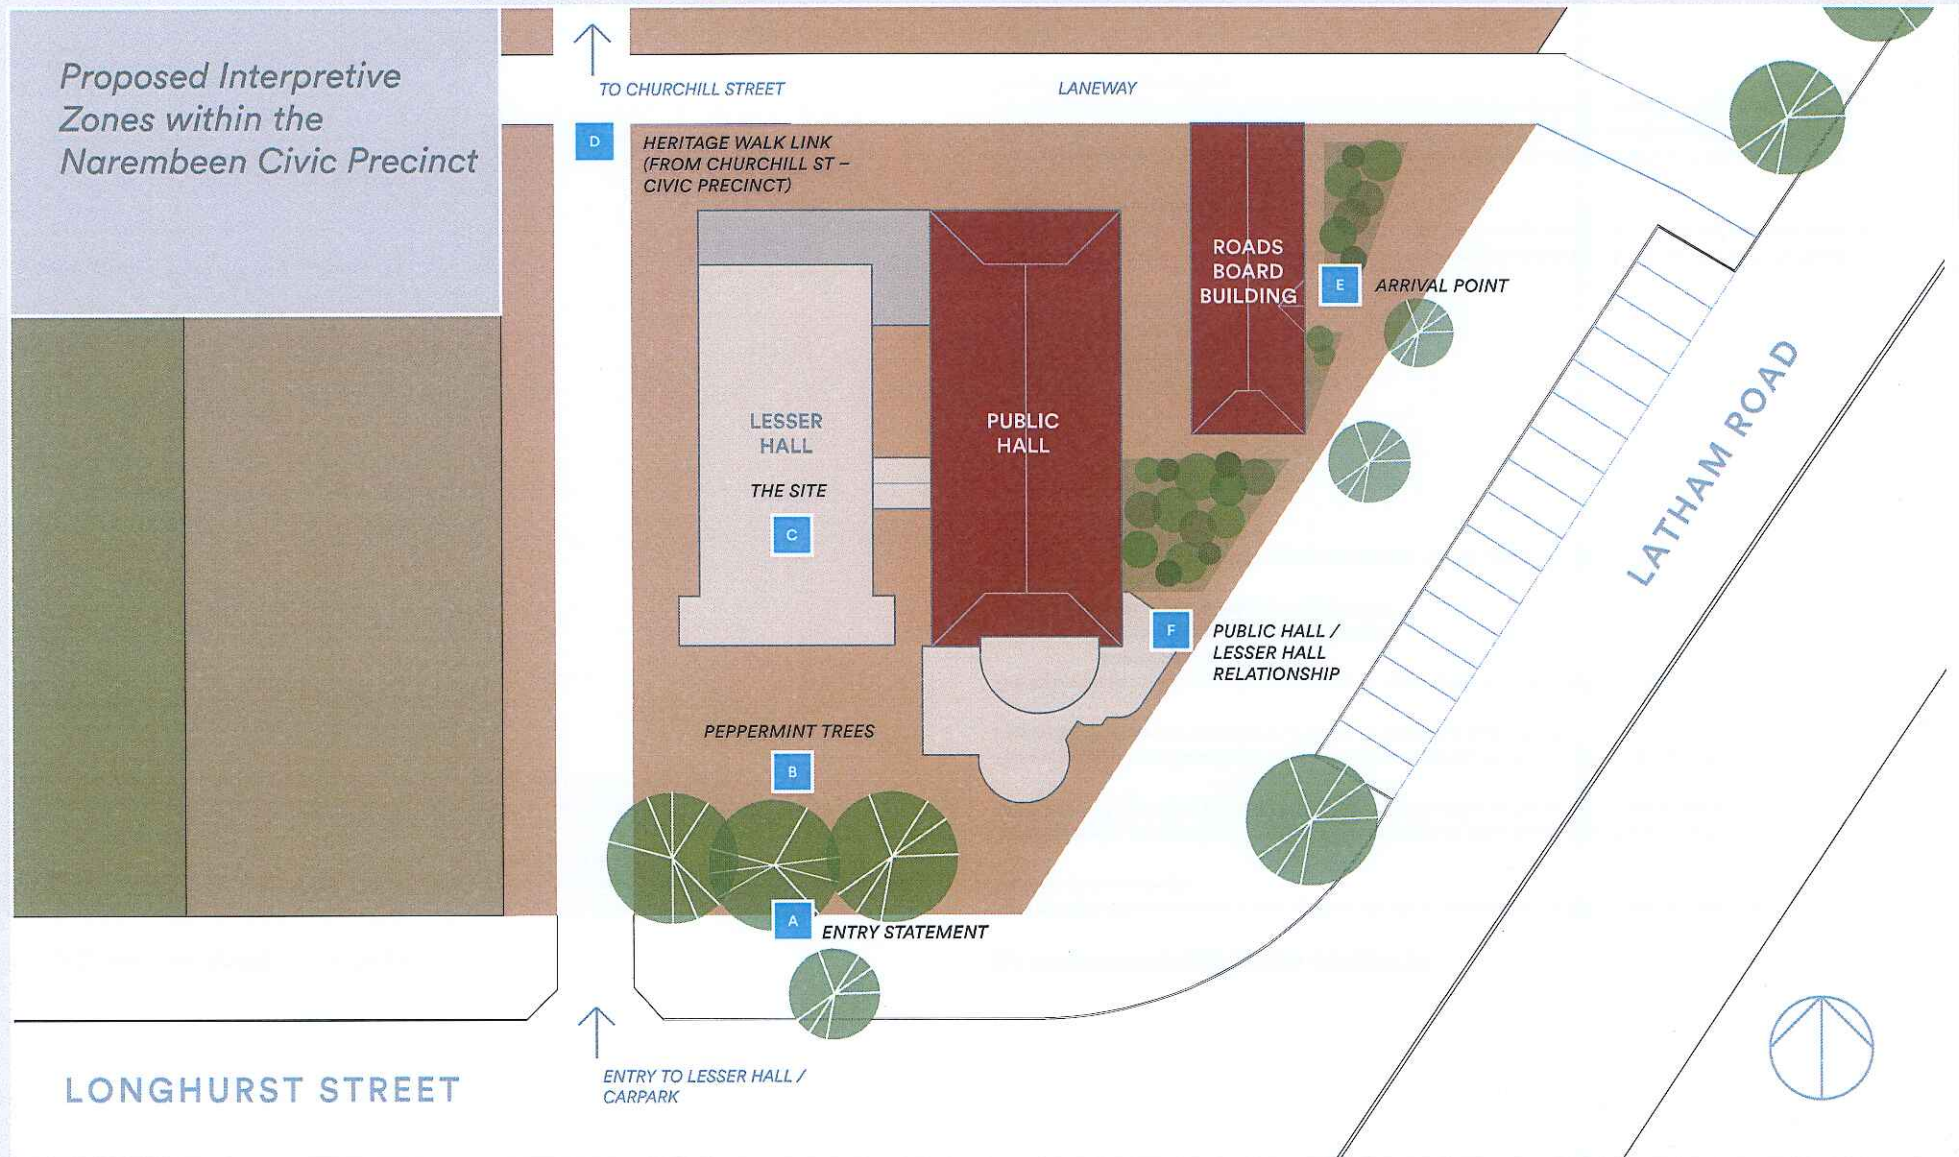 Proposed Interpretive
Zones within the
Narembeen Civic Precinct
TO CHURCHILL STREET
LANEWAY
D
HERITAGE WALK LINK
(FROM CHURCHILL ST –
CIVIC PRECINCT)
ROADS
BOARD
BUILDING
E
ARRIVAL POINT
LESSER
HALL
THE SITE
C
PUBLIC
HALL
LATHAM ROAD
F
PUBLIC HALL /
LESSER HALL
RELATIONSHIP
PEPPERMINT TREES
B
A
ENTRY STATEMENT
LONGHURST STREET
ENTRY TO LESSER HALL /
CARPARK